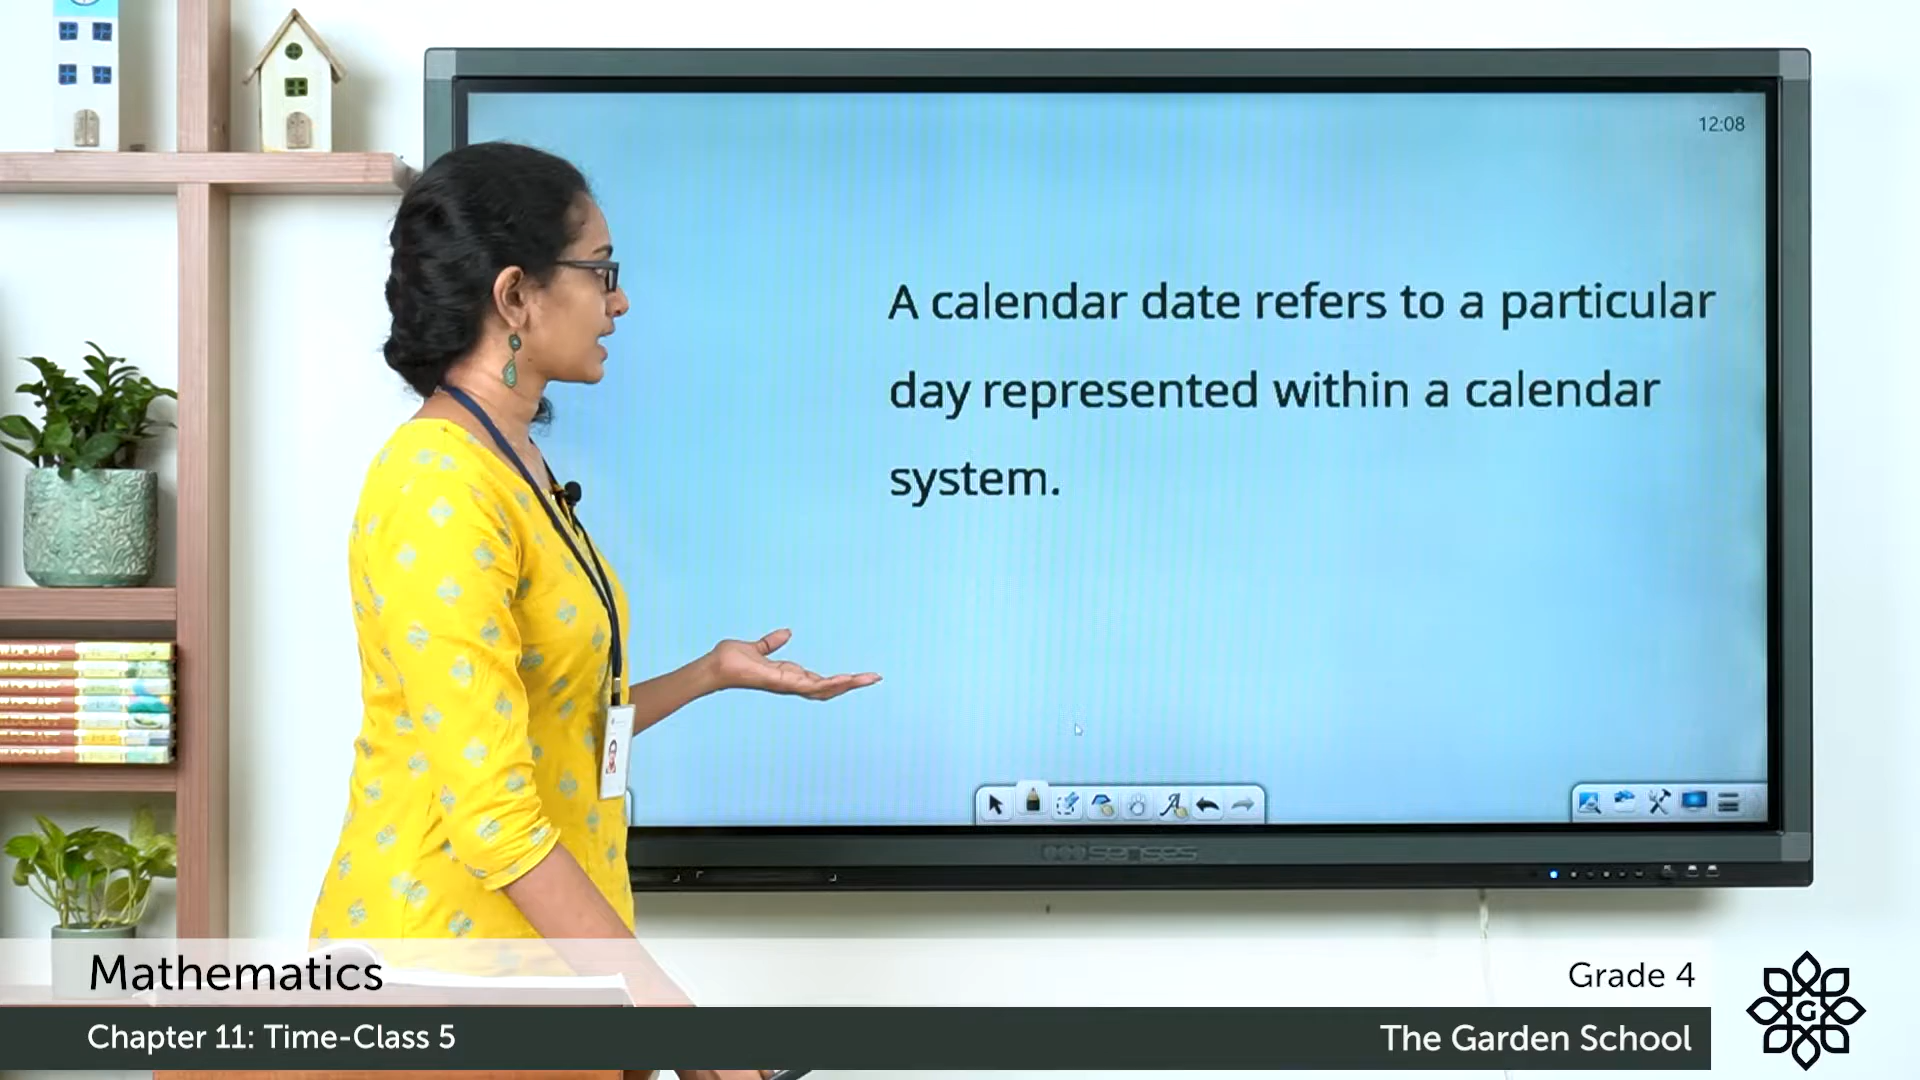 12:08
A calendar date refers to a particular
day represented within a calendar
system.
Mathematics
Grade 4
Chapter 11: Time-Class 5
The Garden School
G